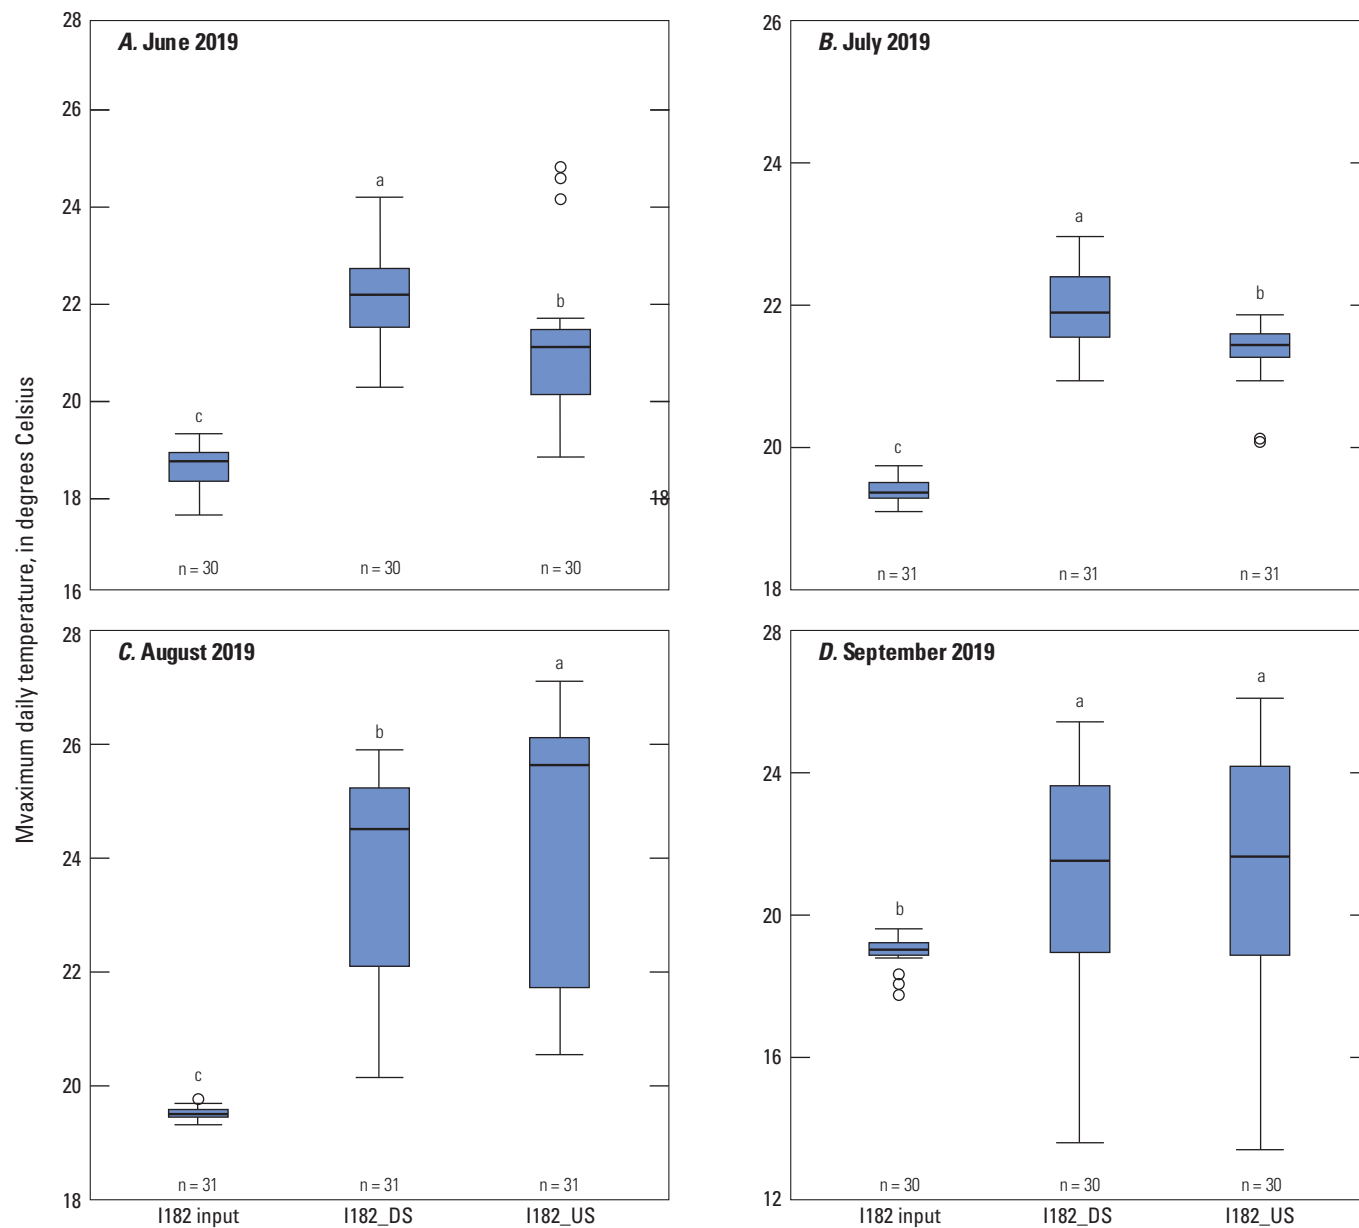 Mvaximum daily temperature, in degrees Celsius
A. June 2019
28
26
24
22
20
18
16
a
b
c
18
n = 30
n = 30
n = 30
B. July 2019
26
24
22
20
18
a
b
c
n = 31
n = 31
n = 31
C. August 2019
28
26
24
22
20
18
a
b
c
n = 31
n = 31
n = 31
I182 input
I182_DS
I182_US
D. September 2019
28
24
20
16
12
a
a
b
n = 30
n = 30
n = 30
I182 input
I182_DS
I182_US